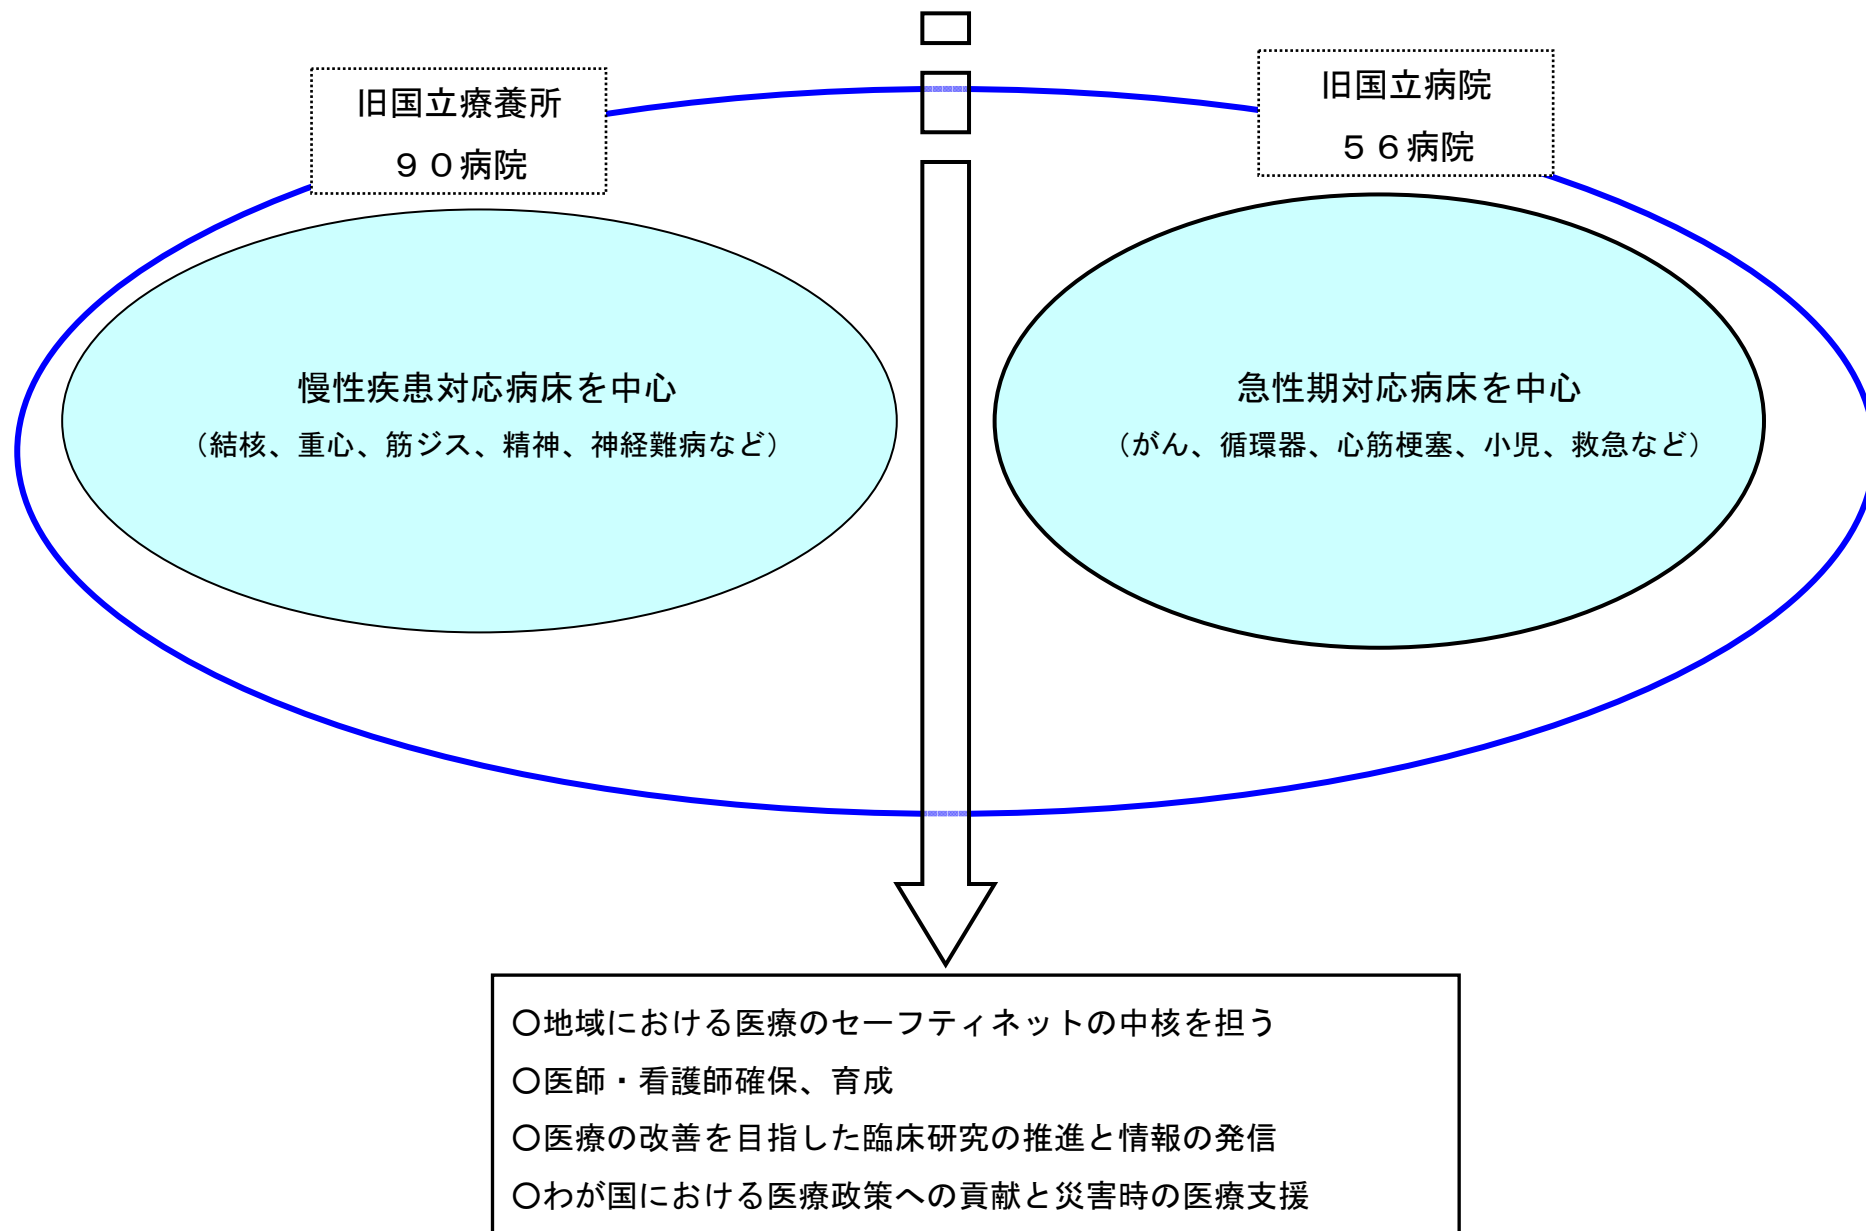 旧国立療養所
９０病院
旧国立病院
５６病院
慢性疾患対応病床を中心
（結核、重心、筋ジス、精神、神経難病など）
急性期対応病床を中心
（がん、循環器、心筋梗塞、小児、救急など）
〇地域における医療のセーフティネットの中核を担う
〇医師・看護師確保、育成
〇医療の改善を目指した臨床研究の推進と情報の発信
〇わが国における医療政策への貢献と災害時の医療支援